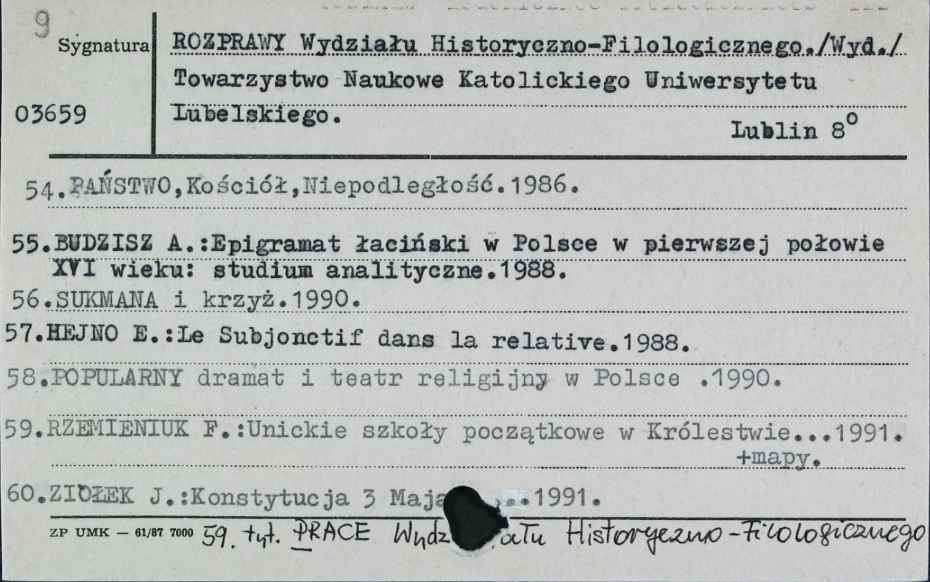 9
Sygnatura
ROZPRAWY Wydziału Historyczno-Filologicznego./Wyd./
Towarzystwo Naukowe Katolickiego Uniwersytetu
03659
Lubelskiego.
Lublin 8°
54.PAŃSTWO,Kościół,Niepodległość.1986.
55.BUDZISZ A.:Epigramat łaciński w Polsce w pierwszej połowie
XVI wieku: studium analityczne.1988.
56.SUKMANA i krzyż.1990.
57.HEJNO E.:Le Subjonctif dans la relative.1988.
58.POPULARNY dramat i teatr religijny w Polsce .1990.
59.RZEMIENIUK F.:Unickie szkoły początkowe w Królestwie...1991.
+mapy.
60.ZIOŁEK J.:Konstytucja 3 Maja ...1991.
ZP UMK — 61/87 7000 59. tyt. PRACE Wydziału Historyczno-Filologicznego